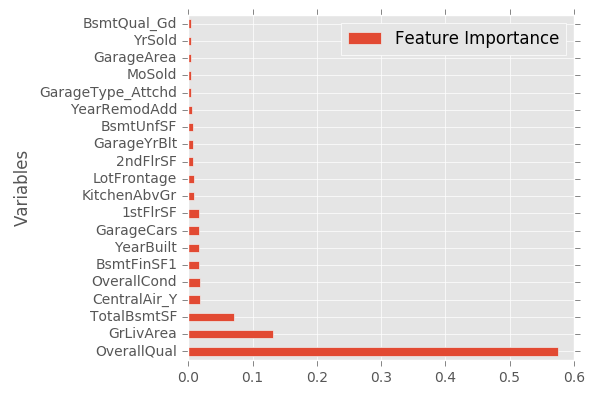 Feature Importance
Variables
BsmtQual_Gd
YrSold
GarageArea
MoSold
GarageType_Attchd
YearRemodAdd
BsmtUnfSF
GarageYrBlt
2ndFlrSF
LotFrontage
KitchenAbvGr
1stFlrSF
GarageCars
YearBuilt
BsmtFinSF1
OverallCond
CentralAir_Y
TotalBsmtSF
GrLivArea
OverallQual
0.0 0.1 0.2 0.3 0.4 0.5 0.6